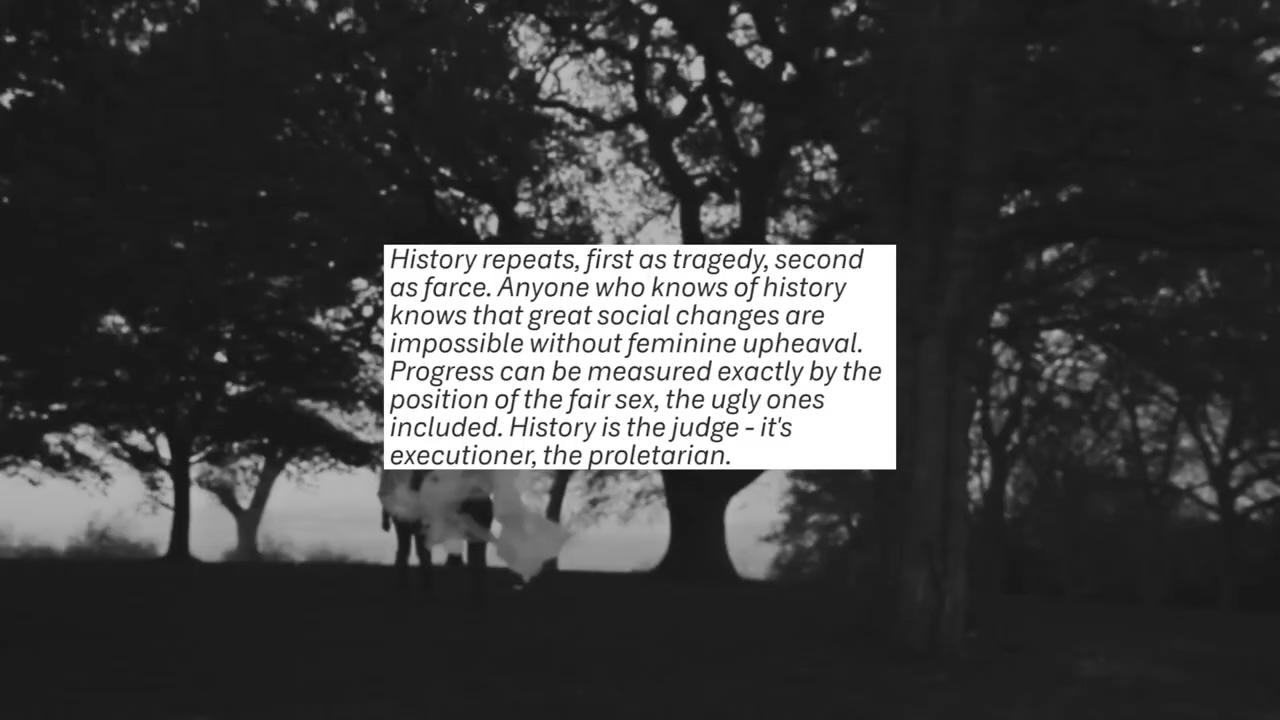 History repeats, first as tragedy, second
as farce. Anyone who knows of history
knows that great social changes are
impossible without feminine upheaval.
Progress can be measured exactly by the
position of the fair sex, the ugly ones
included. History is the judge - it's
executioner, the proletarian.